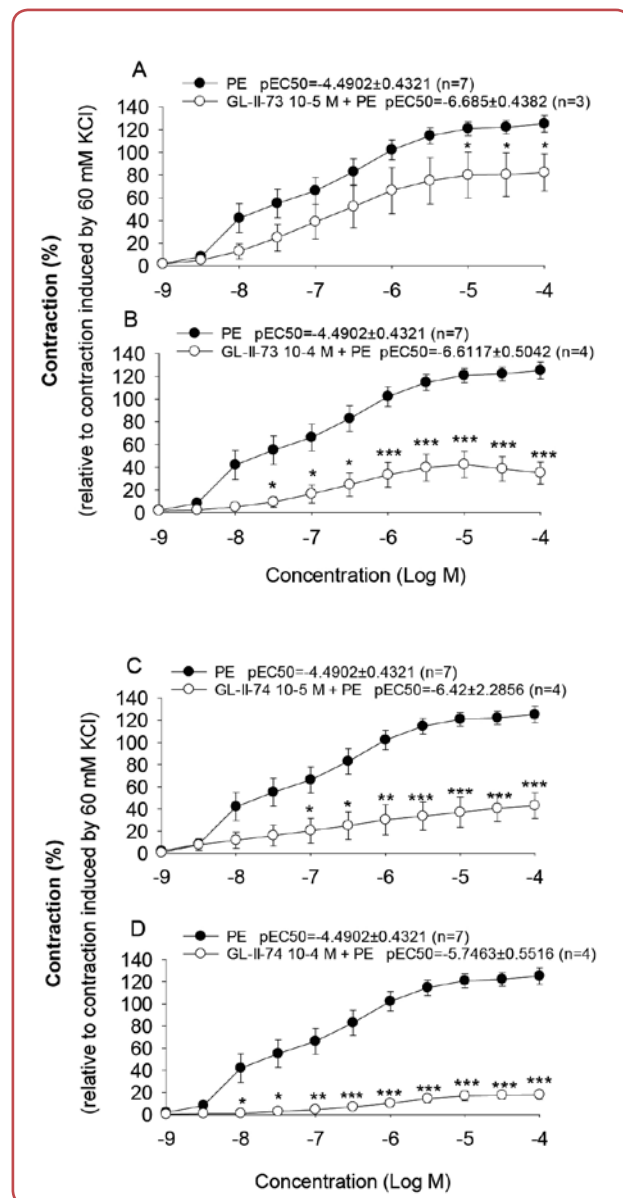 A
PE pEC50=-4.4902±0.4321 (n=7)
GL-II-73 10-5 M + PE pEC50=-6.685±0.4382 (n=3)
140
120
100
80
60
40
20
0
* * *
-9 -8 -7 -6 -5 -4
B
PE pEC50=-4.4902±0.4321 (n=7)
GL-II-73 10-4 M + PE pEC50=-6.6117±0.5042 (n=4)
140
120
100
80
60
40
20
0
* * * *** *** *** *** ***
-9 -8 -7 -6 -5 -4
Concentration (Log M)
Contraction (%)
(relative to contraction induced by 60 mM KCl)
C
PE pEC50=-4.4902±0.4321 (n=7)
GL-II-74 10-5 M + PE pEC50=-6.42±2.2856 (n=4)
140
120
100
80
60
40
20
0
* * ** *** *** *** ***
-9 -8 -7 -6 -5 -4
D
PE pEC50=-4.4902±0.4321 (n=7)
GL-II-74 10-4 M + PE pEC50=-5.7463±0.5516 (n=4)
140
120
100
80
60
40
20
0
* * ** *** *** *** *** *** ***
-9 -8 -7 -6 -5 -4
Concentration (Log M)
Contraction (%)
(relative to contraction induced by 60 mM KCl)